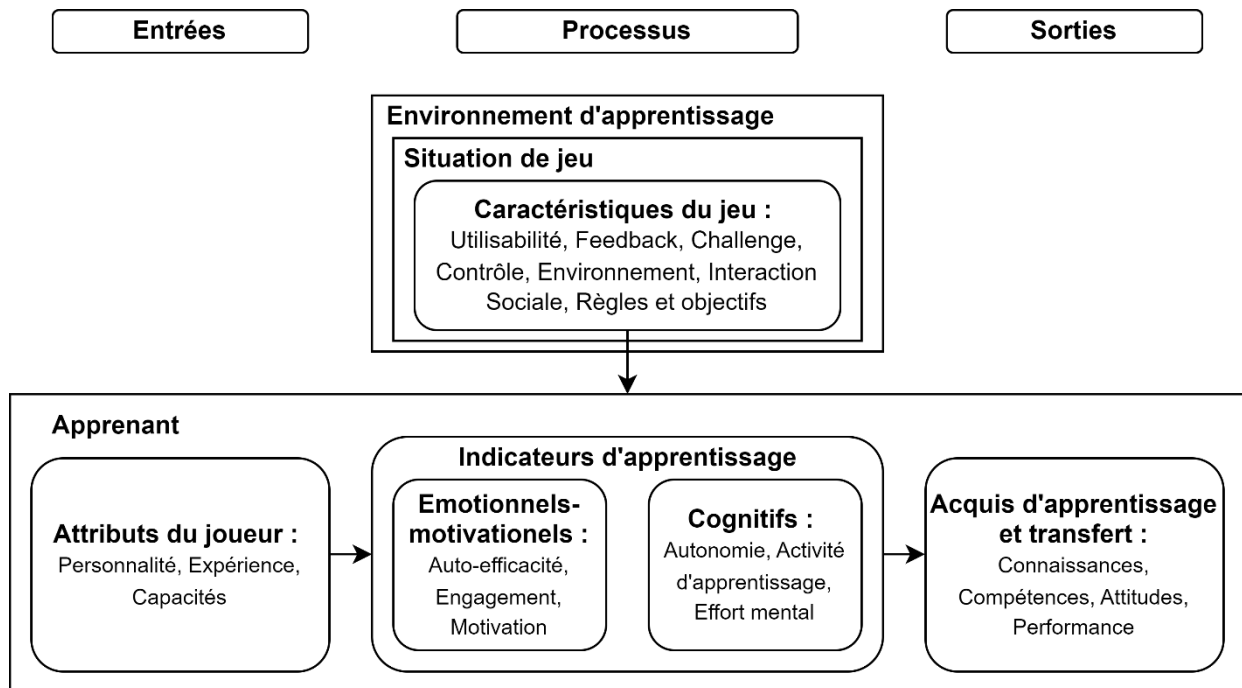 Entrées
Processus
Sorties
Environnement d'apprentissage
Situation de jeu
Caractéristiques du jeu :
Utilisabilité, Feedback, Challenge,
Contrôle, Environnement, Interaction
Sociale, Règles et objectifs
Apprenant
Attributs du joueur :
Personnalité, Expérience,
Capacités
Indicateurs d'apprentissage
Emotionnels-
motivationels :
Auto-efficacité,
Engagement,
Motivation
Cognitifs :
Autonomie, Activité
d'apprentissage,
Effort mental
Acquis d'apprentissage
et transfert :
Connaissances,
Compétences, Attitudes,
Performance